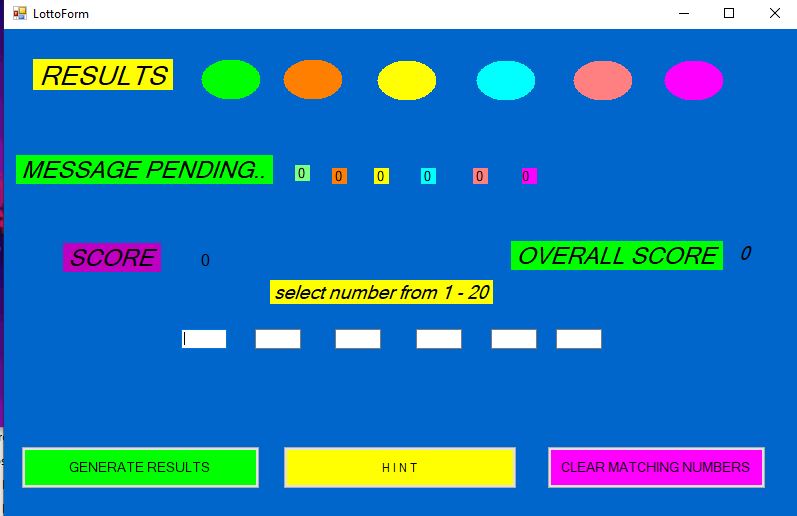 LottoForm
RESULTS
MESSAGE PENDING..
0 0 0 0 0 0
SCORE 0 OVERALL SCORE 0
select number from 1 - 20
GENERATE RESULTS HINT CLEAR MATCHING NUMBERS